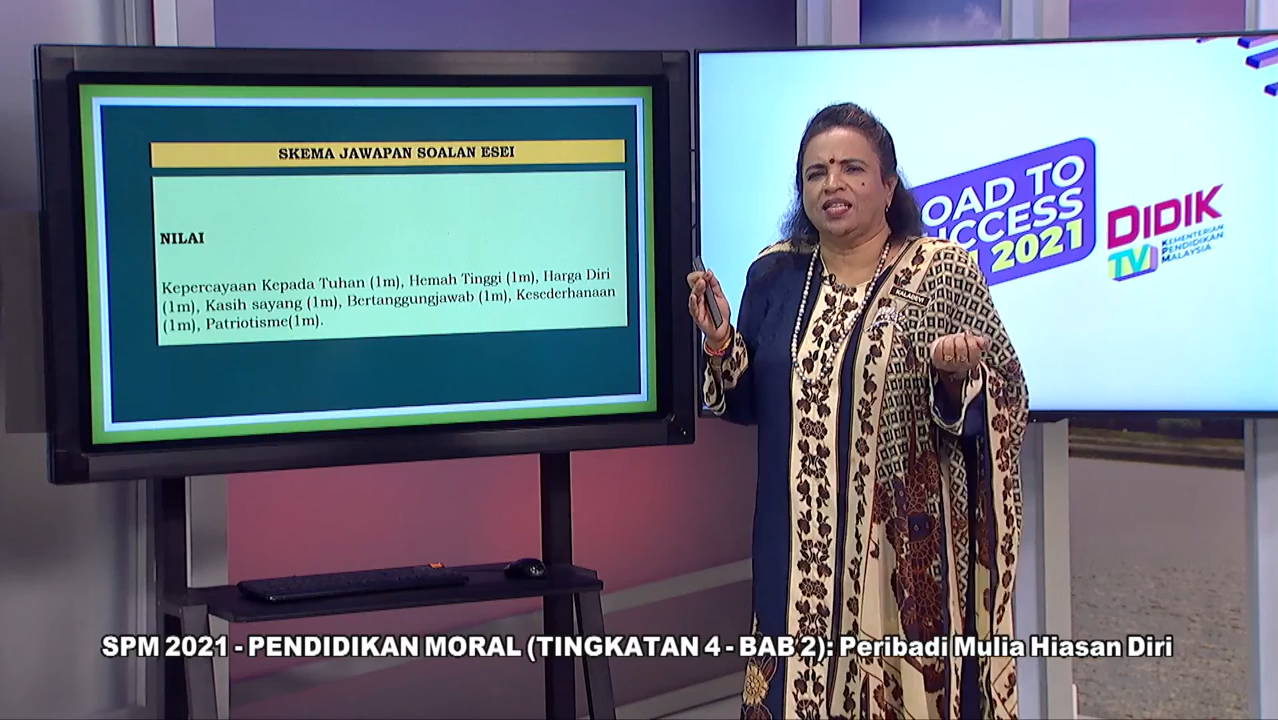 SKEMA JAWAPAN SOALAN ESEI
NILAI
Kepercayaan Kepada Tuhan (1m), Hemah Tinggi (1m), Harga Diri
(1m), Kasih sayang (1m), Bertanggungjawab (1m), Kesederhanaan
(1m), Patriotisme(1m).
OAD TO
CCESS
2021
DIDIK
TV
KEMENTERIAN
PENDIDIKAN
MALAYSIA
KALADEVI
SPM 2021 - PENDIDIKAN MORAL (TINGKATAN 4 - BAB 2): Peribadi Mulia Hiasan Diri